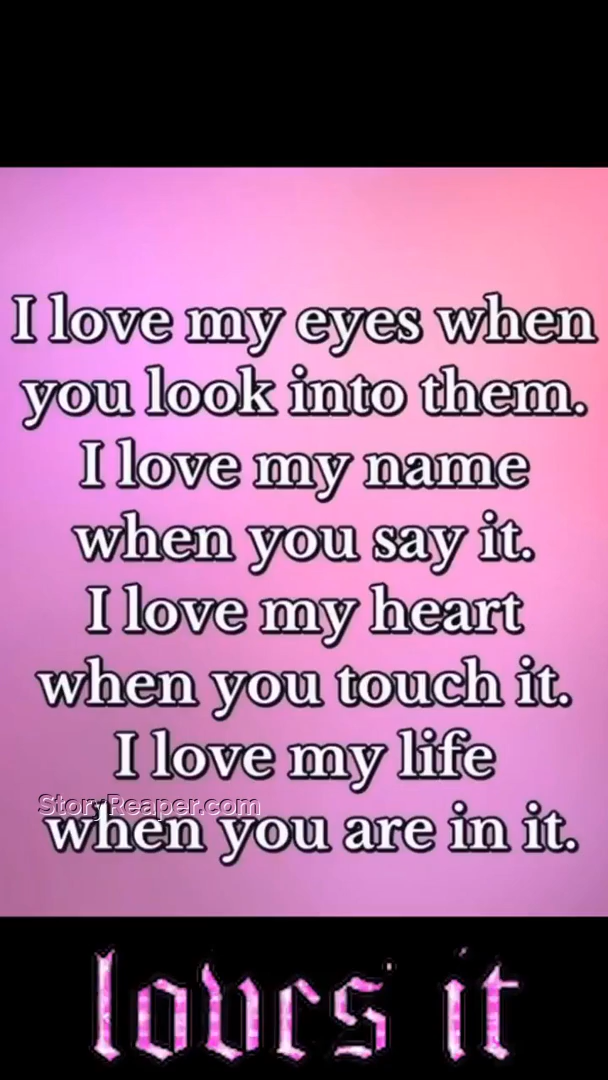 I love my eyes when
you look into them.
I love my name
when you say it.
I love my heart
when you touch it.
I love my life
StoryReaper.com
when you are in it.
loves it